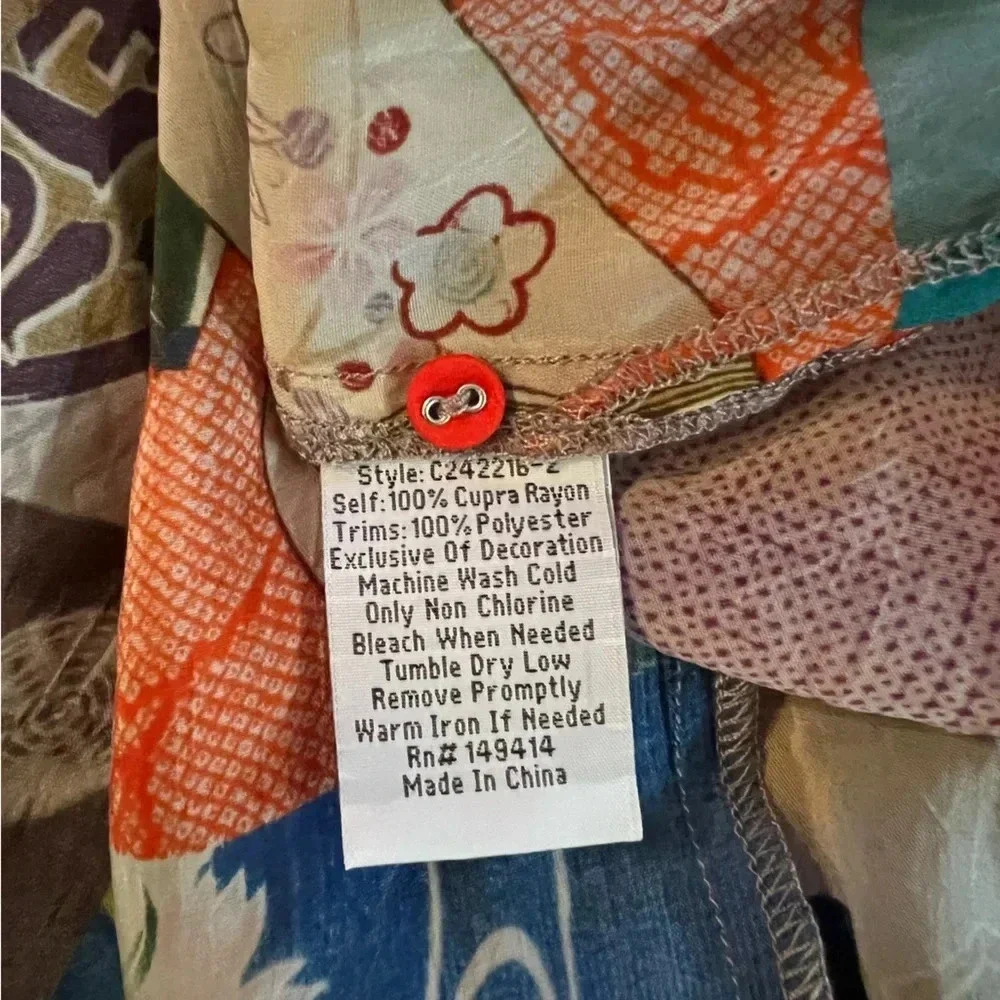 Style: C242216-2
Self:100% Cupra Rayon
Trims: 100% Polyester
Exclusive Of Decoration
Machine Wash Cold
Only Non Chlorine
Bleach When Needed
Tumble Dry Low
Remove Promptly
Warm Iron If Needed
Rn# 149414
Made In China